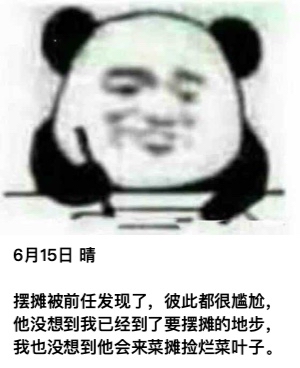 6月15日 晴
摆摊被前任发现了，彼此都很尴尬，
他没想到我已经到了要摆摊的地步，
我也没想到他会来菜摊捡烂菜叶子。